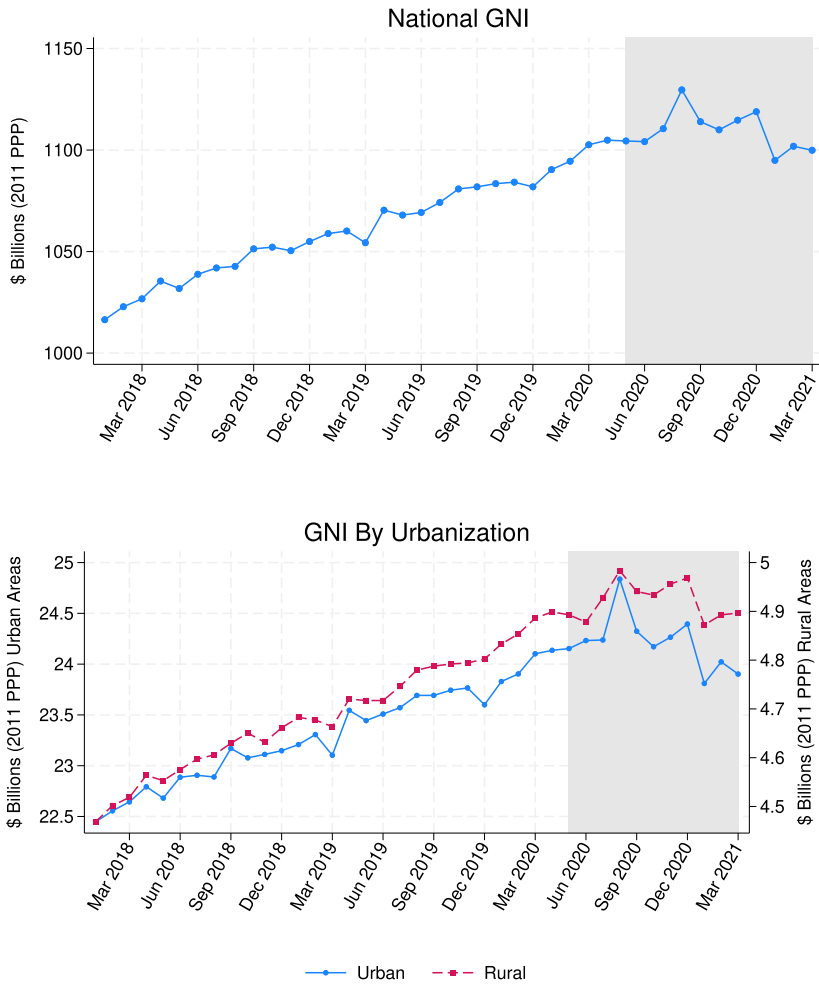 National GNI
$ Billions (2011 PPP)
1150
1100
1050
1000
Mar 2018
Jun 2018
Sep 2018
Dec 2018
Mar 2019
Jun 2019
Sep 2019
Dec 2019
Mar 2020
Jun 2020
Sep 2020
Dec 2020
Mar 2021
GNI By Urbanization
$ Billions (2011 PPP) Urban Areas
25
24.5
24
23.5
23
22.5
5
4.9
4.8
4.7
4.6
4.5
$ Billions (2011 PPP) Rural Areas
Mar 2018
Jun 2018
Sep 2018
Dec 2018
Mar 2019
Jun 2019
Sep 2019
Dec 2019
Mar 2020
Jun 2020
Sep 2020
Dec 2020
Mar 2021
Urban Rural